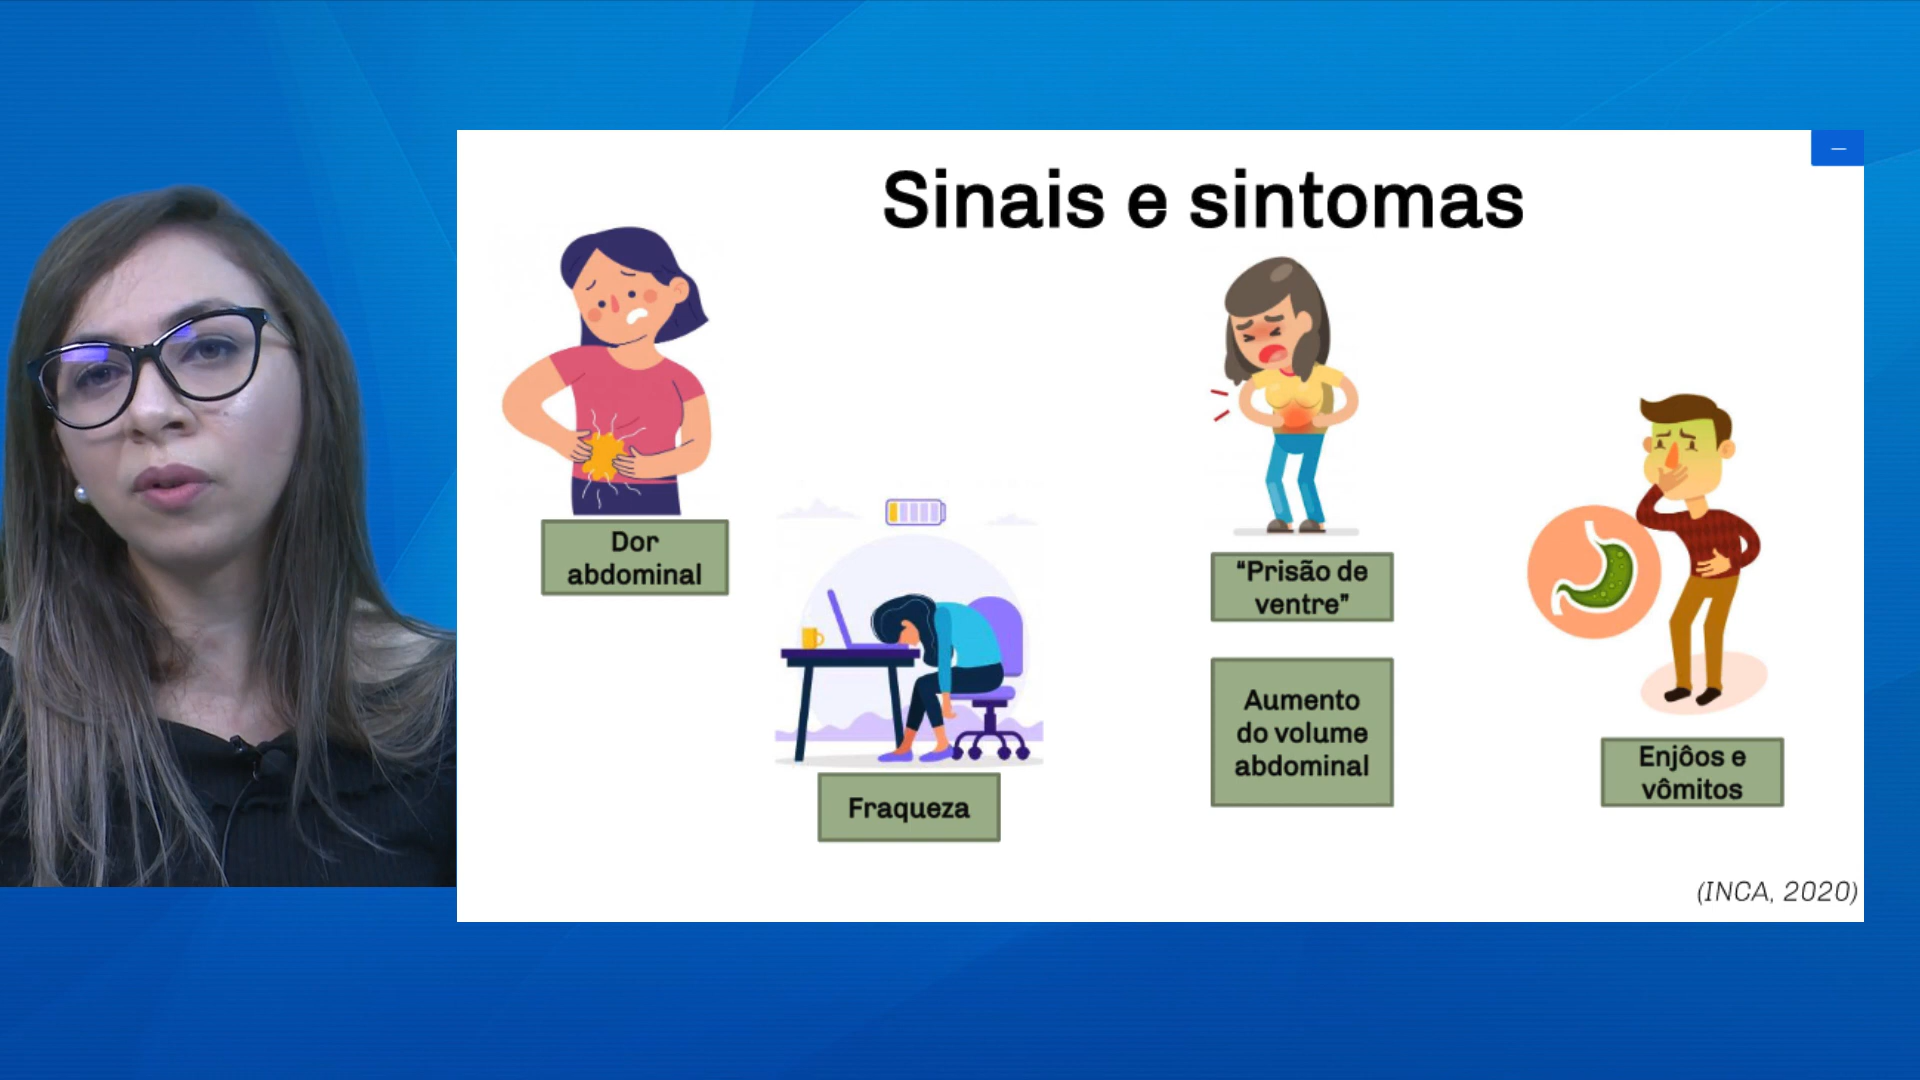 Sinais e sintomas
Dor
abdominal
Fraqueza
“Prisão de
ventre”
Aumento
do volume
abdominal
Enjôos e
vômitos
(INCA, 2020)